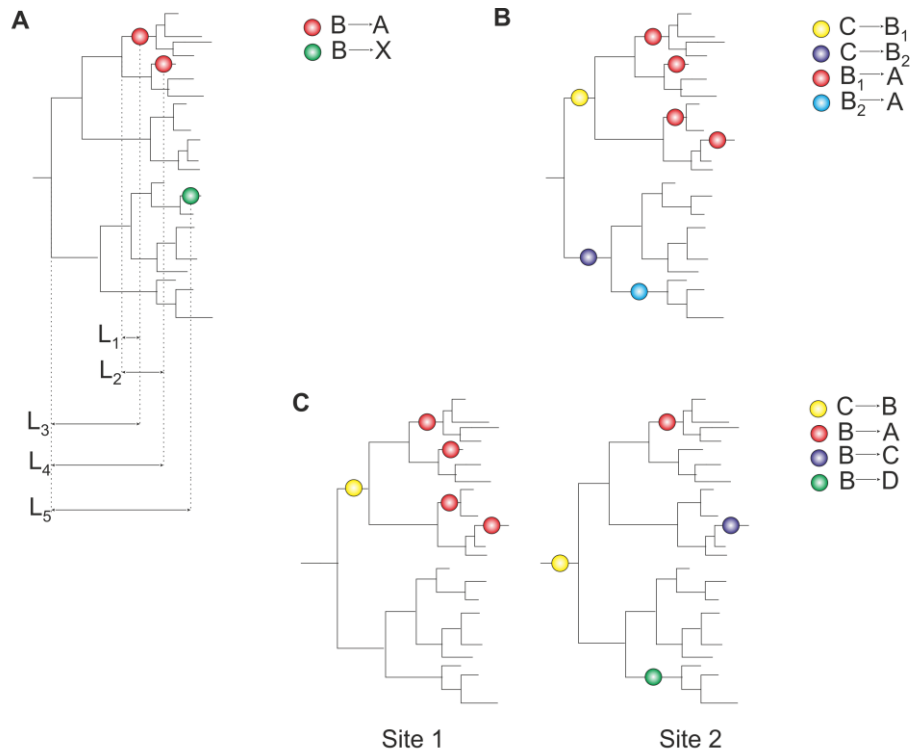 A
B→A
B→X
L₁
L₂
L₃
L₄
L₅
B
C→B₁
C→B₂
B₁→A
B₂→A
C
C→B
B→A
B→C
B→D
Site 1
Site 2